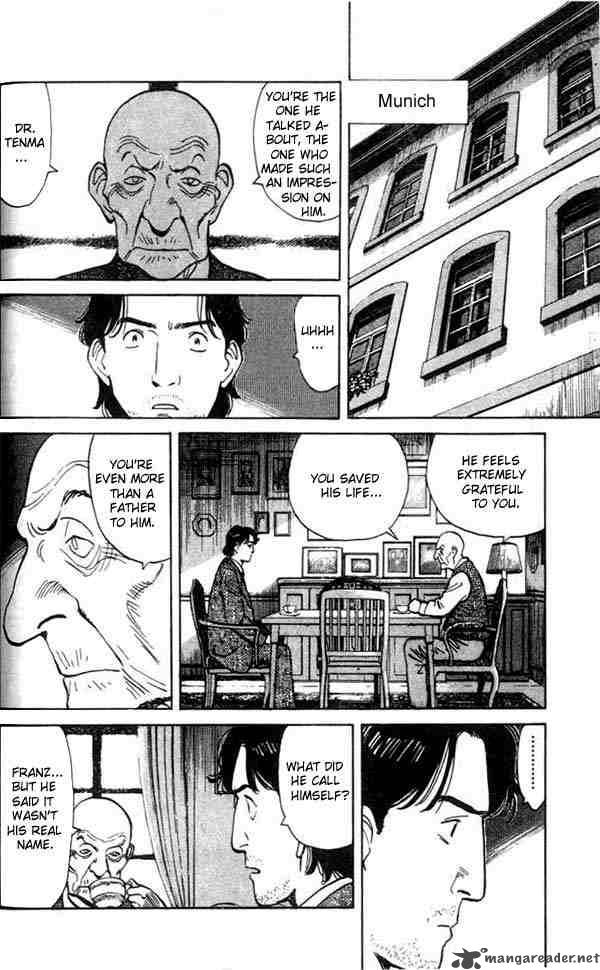 Munich
YOU'RE THE
ONE HE
TALKED A-
BOUT, THE
ONE WHO
MADE SUCH
AN IMPRES-
SION ON
HIM.
DR.
TENMA
...
UHHH
...
HE FEELS
EXTREMELY
GRATEFUL
TO YOU.
YOU SAVED
HIS LIFE...
YOU'RE
EVEN MORE
THAN A
FATHER
TO HIM.
.........
WHAT DID
HE CALL
HIMSELF?
FRANZ...
BUT HE
SAID IT
WASN'T
HIS REAL
NAME.
mangareader.net